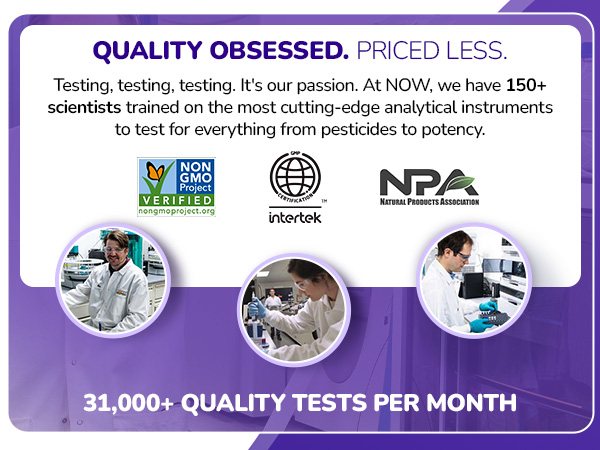 QUALITY OBSESSED. PRICED LESS.
Testing, testing, testing. It's our passion. At NOW, we have 150+
scientists trained on the most cutting-edge analytical instruments
to test for everything from pesticides to potency.
NON
GMO
Project
VERIFIED
nongmoproject.org
GMP
CERTIFICATION
TM
intertek
NPA
NATURAL PRODUCTS ASSOCIATION
31,000+ QUALITY TESTS PER MONTH